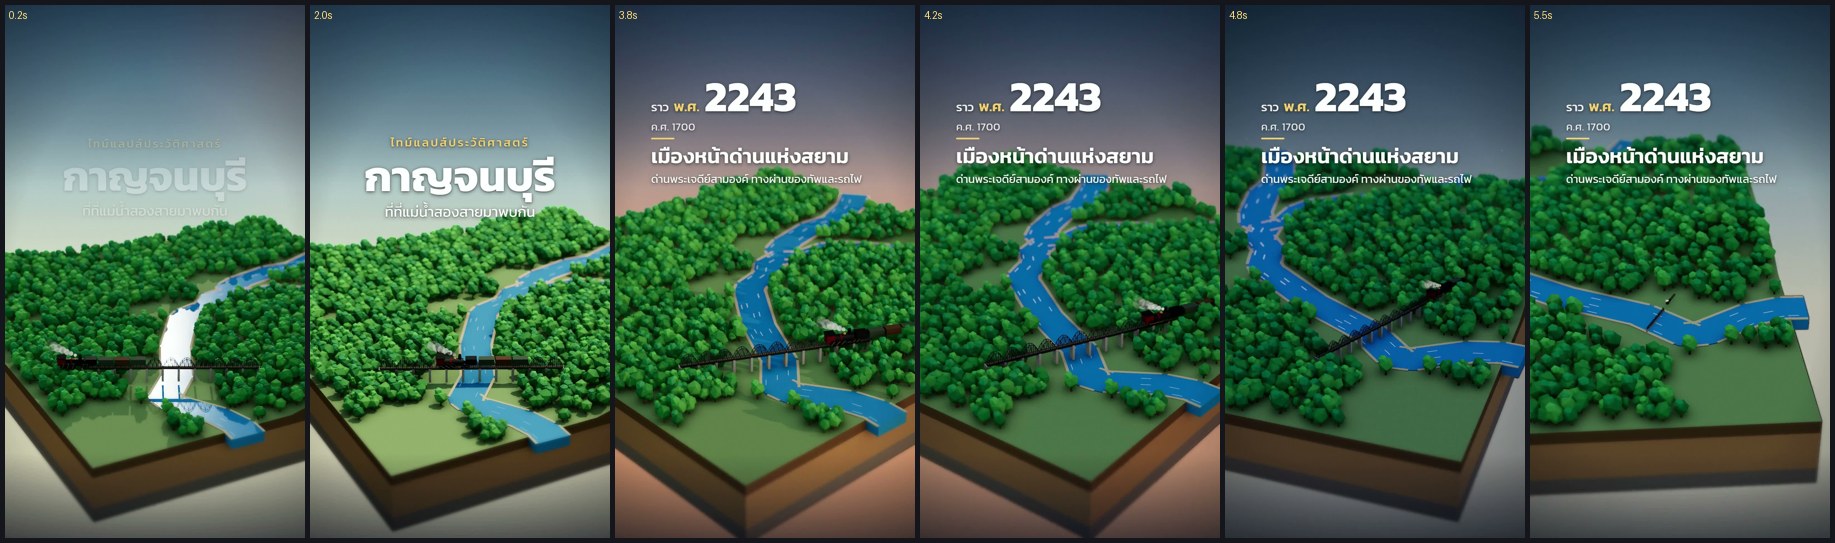 0.2s
ไทม์แลปส์ประวัติศาสตร์
กาญจนบุรี
ที่ที่แม่น้ำสองสายมาพบกัน
2.0s
ไทม์แลปส์ประวัติศาสตร์
กาญจนบุรี
ที่ที่แม่น้ำสองสายมาพบกัน
3.8s
ราว พ.ศ. 2243
ค.ศ. 1700
เมืองหน้าด่านแห่งสยาม
ด่านพระเจดีย์สามองค์ ทางผ่านของทัพและรถไฟ
4.2s
ราว พ.ศ. 2243
ค.ศ. 1700
เมืองหน้าด่านแห่งสยาม
ด่านพระเจดีย์สามองค์ ทางผ่านของทัพและรถไฟ
4.8s
ราว พ.ศ. 2243
ค.ศ. 1700
เมืองหน้าด่านแห่งสยาม
ด่านพระเจดีย์สามองค์ ทางผ่านของทัพและรถไฟ
5.5s
ราว พ.ศ. 2243
ค.ศ. 1700
เมืองหน้าด่านแห่งสยาม
ด่านพระเจดีย์สามองค์ ทางผ่านของทัพและรถไฟ